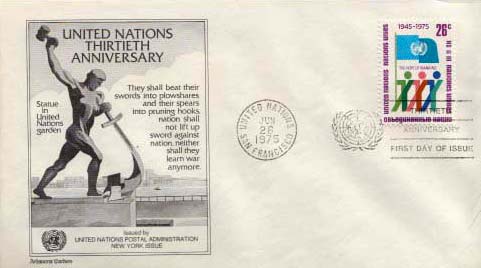 UNITED NATIONS
THIRTIETH
ANNIVERSARY
Statue
in
United
Nations
garden
They shall beat their
swords into plowshares
and their spears
into pruning hooks.
nation shall
not lift up
sword against
nation, neither
shall they
learn war
anymore.
Issued by
UNITED NATIONS POSTAL ADMINISTRATION
NEW YORK ISSUE
UNITED NATIONS
JUN
26
1975
SAN FRANCISCO
1945-1975
26c
THIRTIETH
ANNIVERSARY
FIRST DAY OF ISSUE